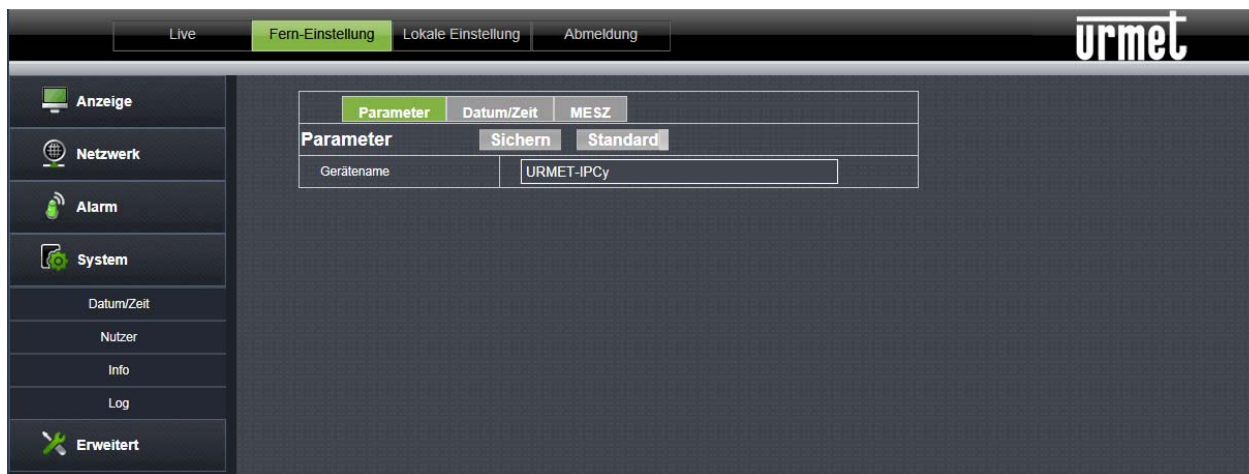 Live Fern-Einstellung Lokale Einstellung Abmeldung urmet
Anzeige
Netzwerk
Alarm
System
Datum/Zeit
Nutzer
Info
Log
Erweitert
Parameter Datum/Zeit MESZ
Parameter Sichern Standard
Gerätename URMET-IPCy